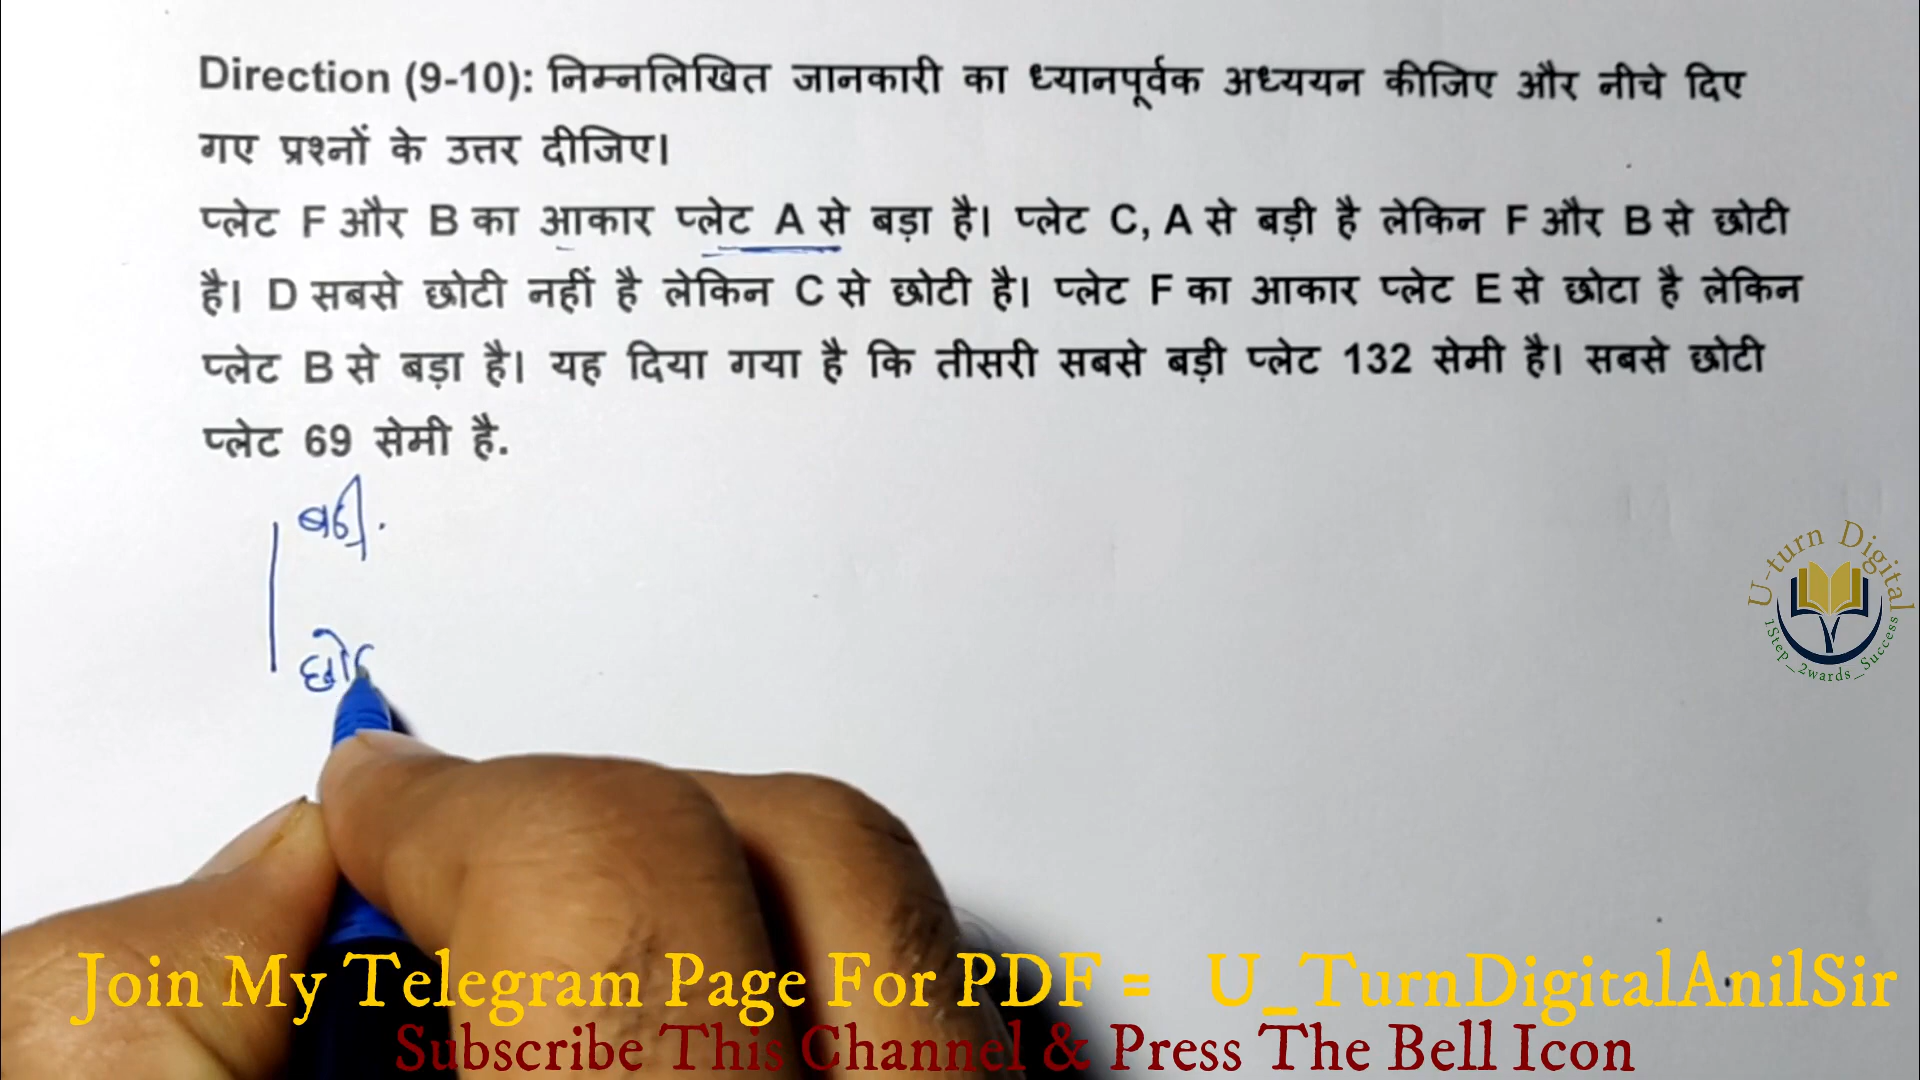 Direction (9-10): निम्नलिखित जानकारी का ध्यानपूर्वक अध्ययन कीजिए और नीचे दिए
गए प्रश्नों के उत्तर दीजिए।
प्लेट F और B का आकार प्लेट A से बड़ा है। प्लेट C, A से बड़ी है लेकिन F और B से छोटी
है। D सबसे छोटी नहीं है लेकिन C से छोटी है। प्लेट F का आकार प्लेट E से छोटा है लेकिन
प्लेट B से बड़ा है। यह दिया गया है कि तीसरी सबसे बड़ी प्लेट 132 सेमी है। सबसे छोटी
प्लेट 69 सेमी है.
बड़ी.
U-turn Digital
1Step_2wards_Success
Join My Telegram Page For PDF = U_TurnDigitalAnilSir
Subscribe This Channel & Press The Bell Icon